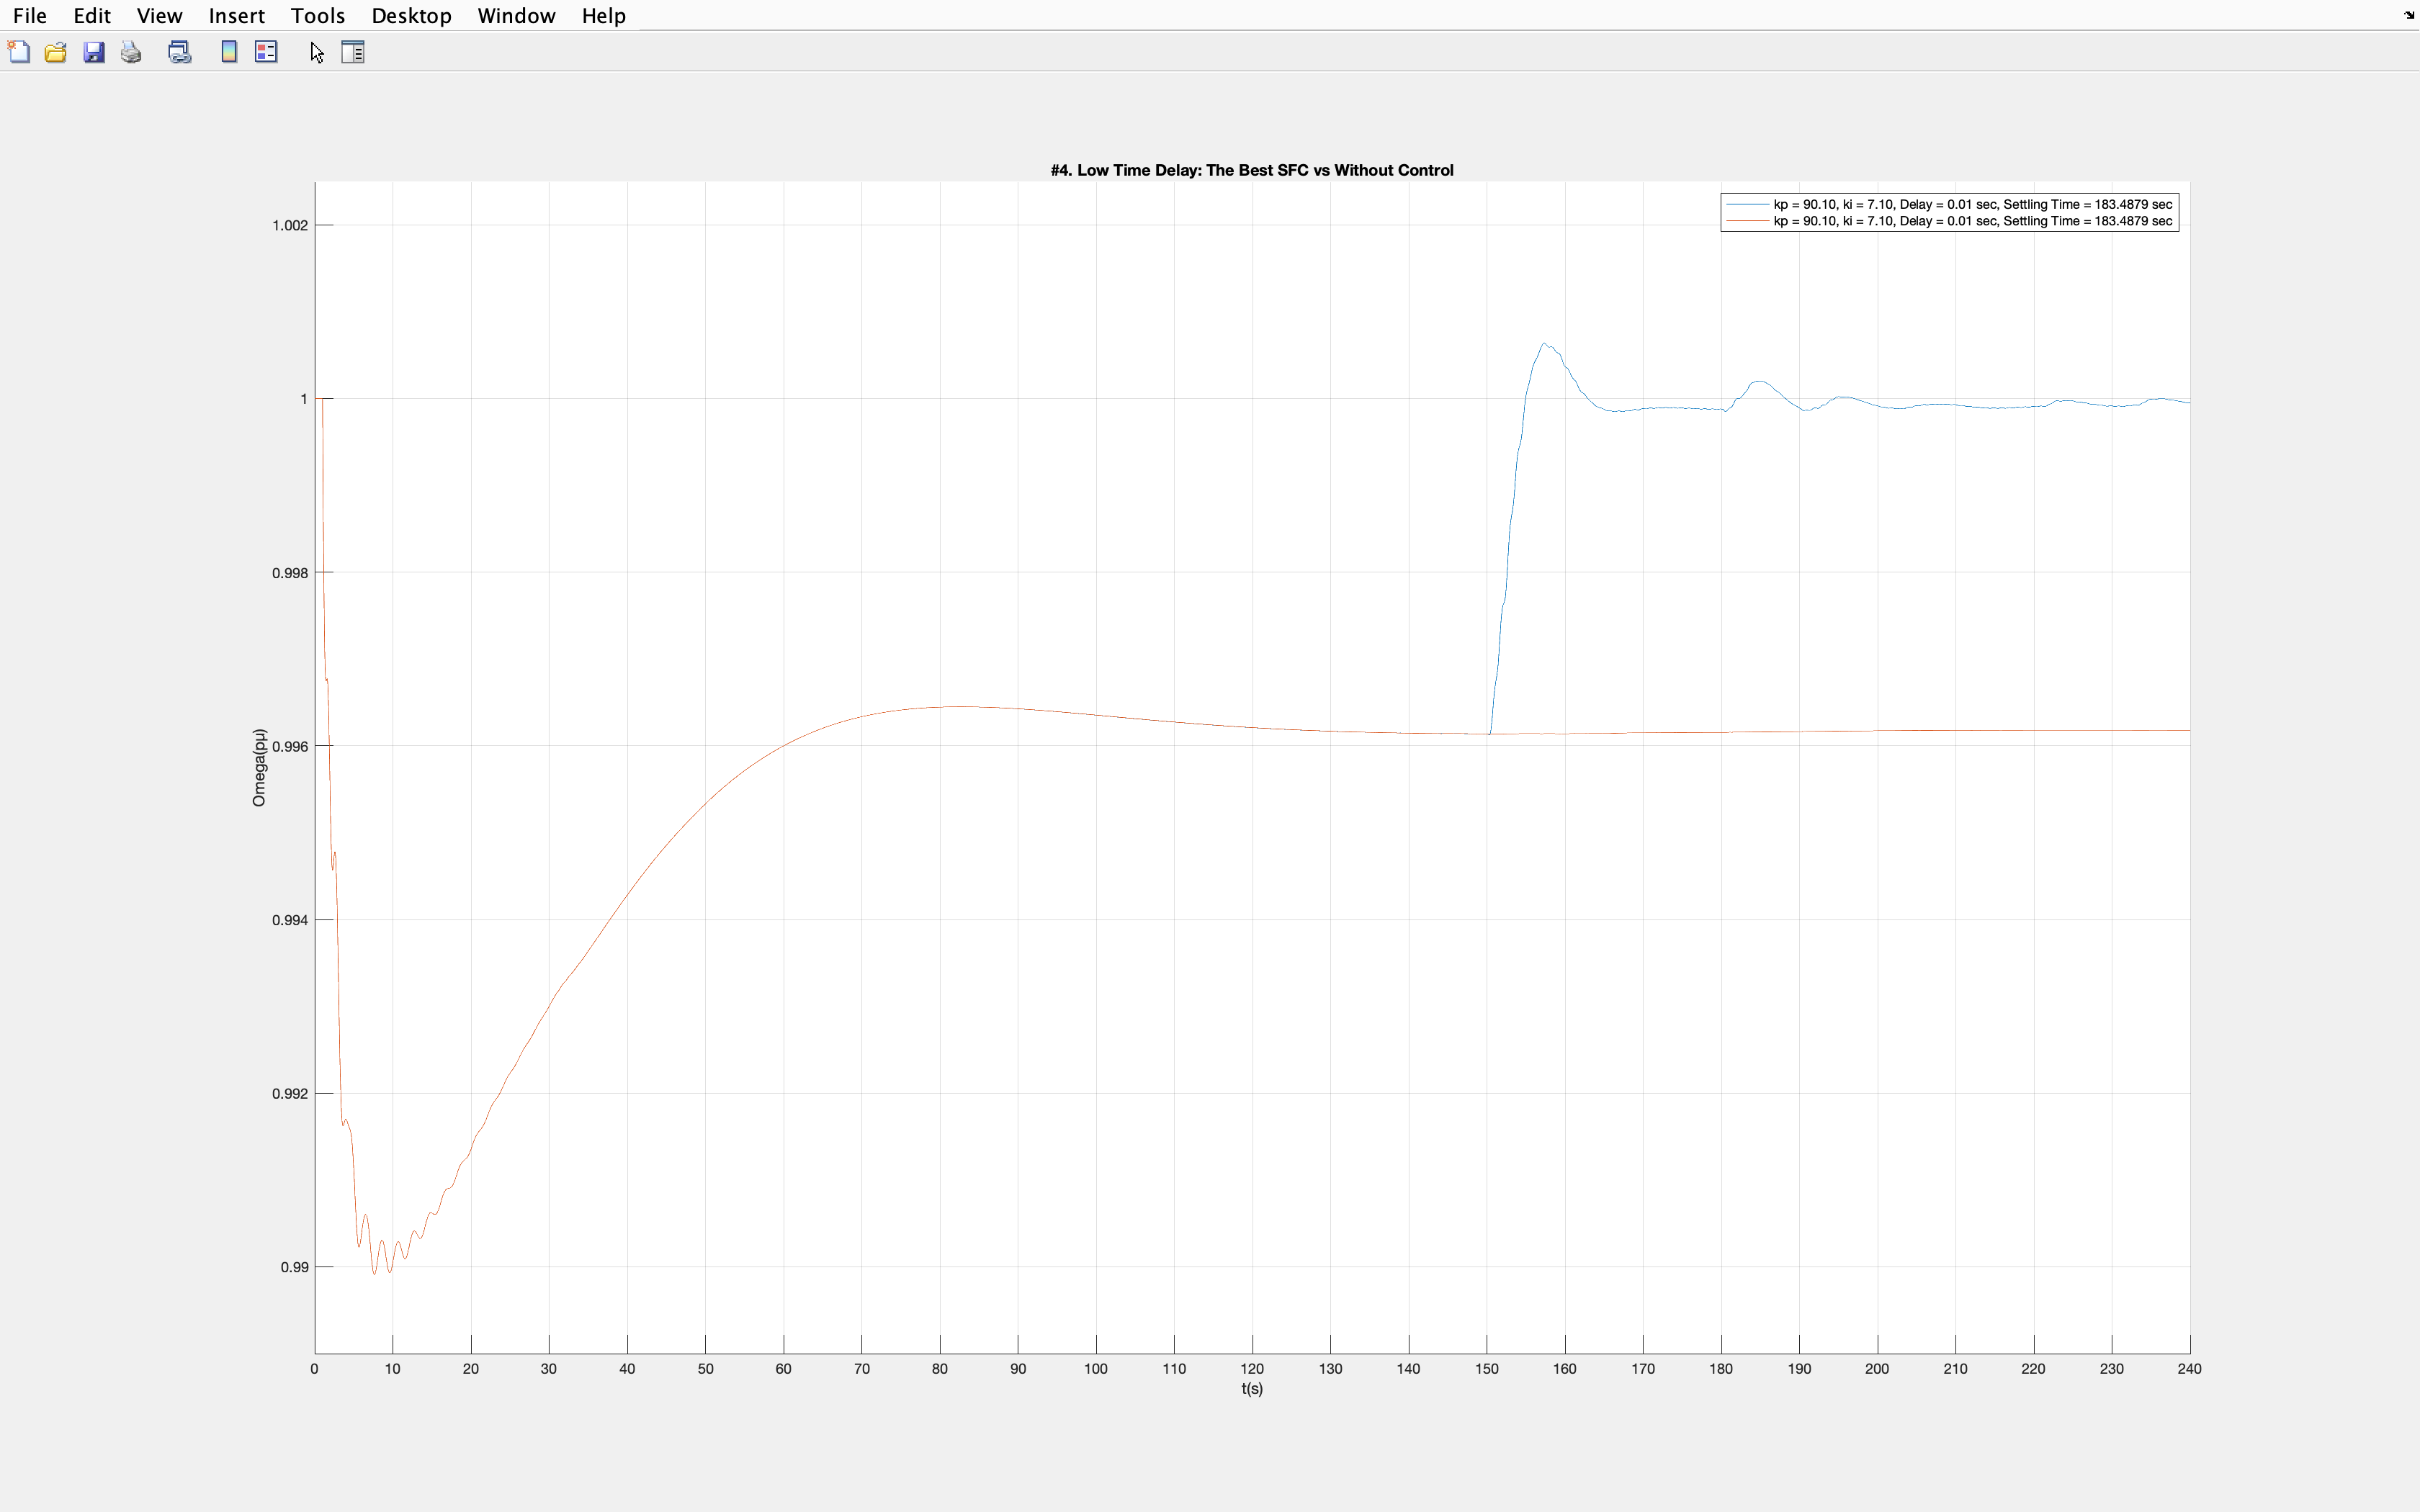 File Edit View Insert Tools Desktop Window Help
#4. Low Time Delay: The Best SFC vs Without Control
kp = 90.10, ki = 7.10, Delay = 0.01 sec, Settling Time = 183.4879 sec
kp = 90.10, ki = 7.10, Delay = 0.01 sec, Settling Time = 183.4879 sec
1.002
1
0.998
0.996
0.994
0.992
0.99
Omega(pμ)
0 10 20 30 40 50 60 70 80 90 100 110 120 130 140 150 160 170 180 190 200 210 220 230 240
t(s)